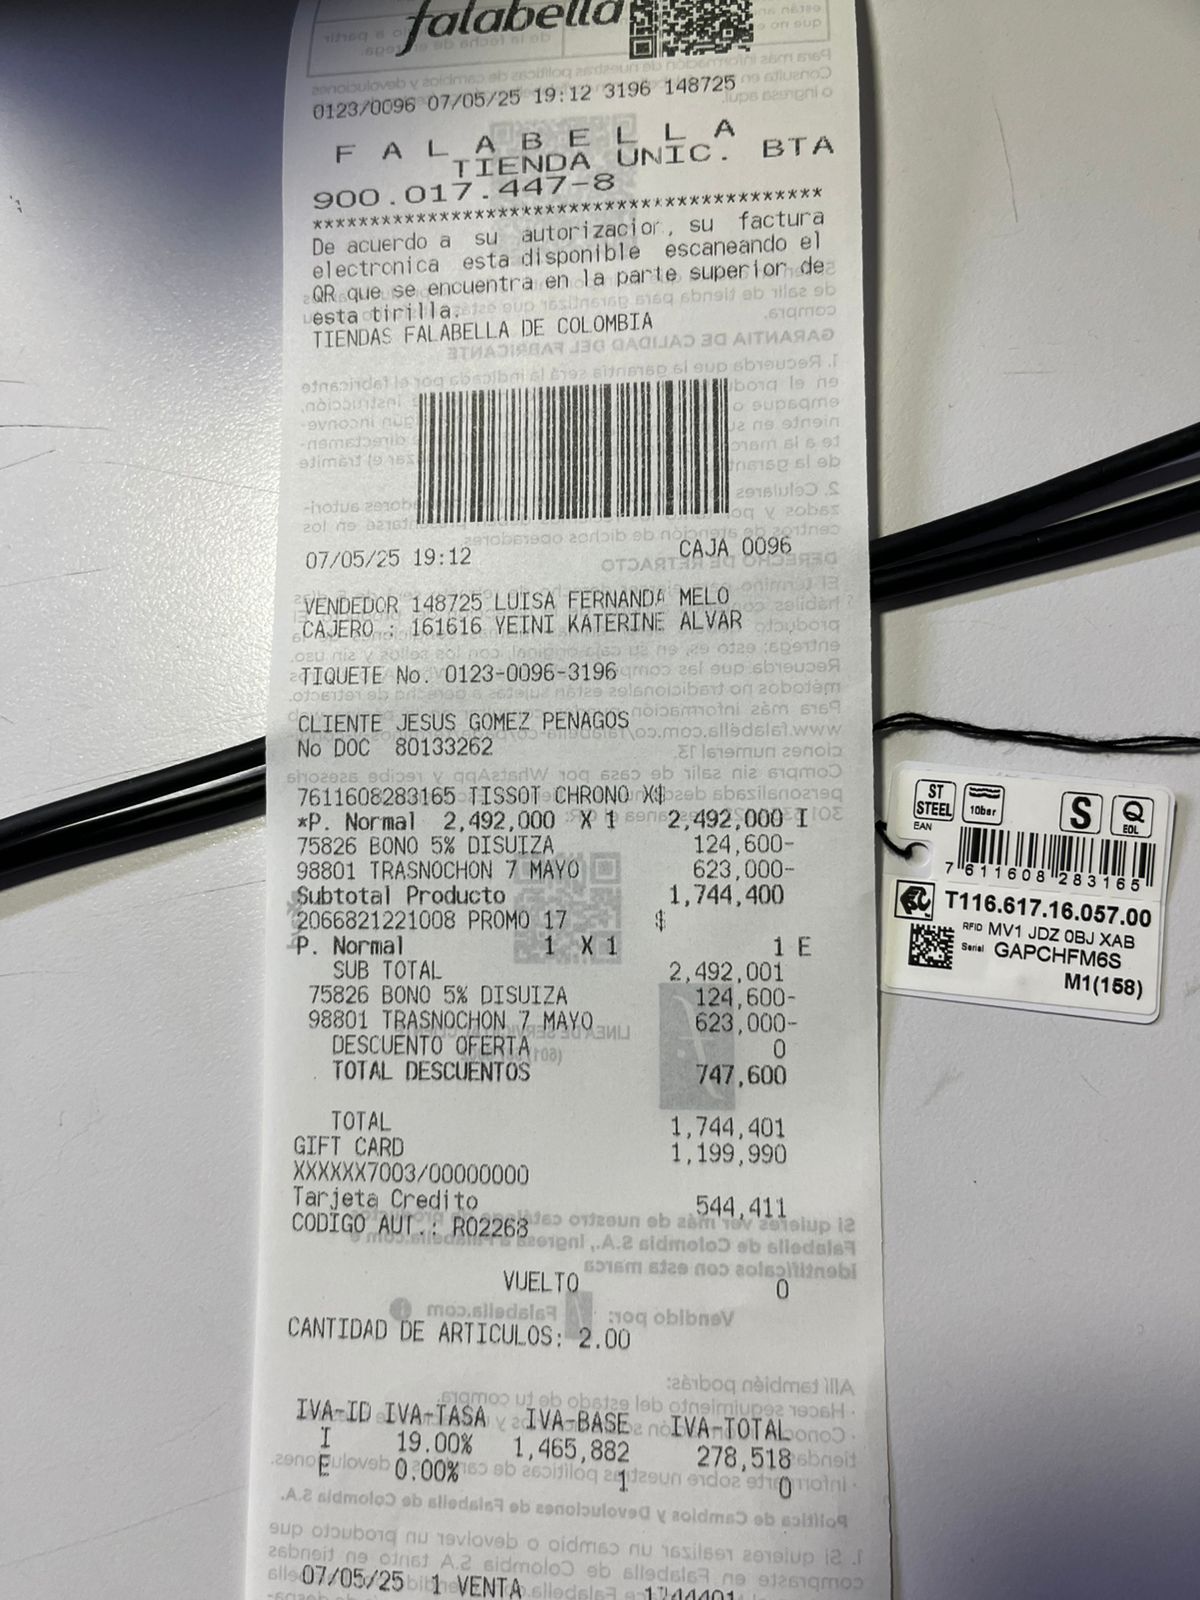 falabella
0123/0096 07/05/25 19:12 3196 148725
F A L A B E L L A
TIENDA UNIC. BTA
900.017.447-8
********************************************
De acuerdo a su autorizacior, su factura
electronica esta disponible escaneando el
QR que se encuentra en la parte superior de
esta tirilla.
TIENDAS FALABELLA DE COLOMBIA
07/05/25 19:12 CAJA 0096
VENDEDOR 148725 LUISA FERNANDA MELO
CAJERO : 161616 YEINI KATERINE ALVAR
TIQUETE No. 0123-0096-3196
CLIENTE JESUS GOMEZ PENAGOS
No DOC 80133262
7611608283165 TISSOT CHRONO X$
*P. Normal 2,492,000 X 1 2,492,000 I
75826 BONO 5% DISUIZA 124,600-
98801 TRASNOCHON 7 MAYO 623,000-
Subtotal Producto 1,744,400
2066821221008 PROMO 17 $
P. Normal 1 X 1 1 E
SUB TOTAL 2,492,001
75826 BONO 5% DISUIZA 124,600-
98801 TRASNOCHON 7 MAYO 623,000-
DESCUENTO OFERTA 0
TOTAL DESCUENTOS 747,600
TOTAL 1,744,401
GIFT CARD 1,199,990
XXXXXX7003/00000000
Tarjeta Credito 544,411
CODIGO AUT.: R02268
VUELTO 0
CANTIDAD DE ARTICULOS: 2.00
IVA-ID IVA-TASA IVA-BASE IVA-TOTAL
I 19.00% 1,465,882 278,518
E 0.00% 1 0
07/05/25 1 VENTA 1744401
ST STEEL
10bar
S
Q
EOL
EAN
7 611608 283165
T116.617.16.057.00
RFID MV1 JDZ 0BJ XAB
Serial GAPCHFM6S
M1(158)